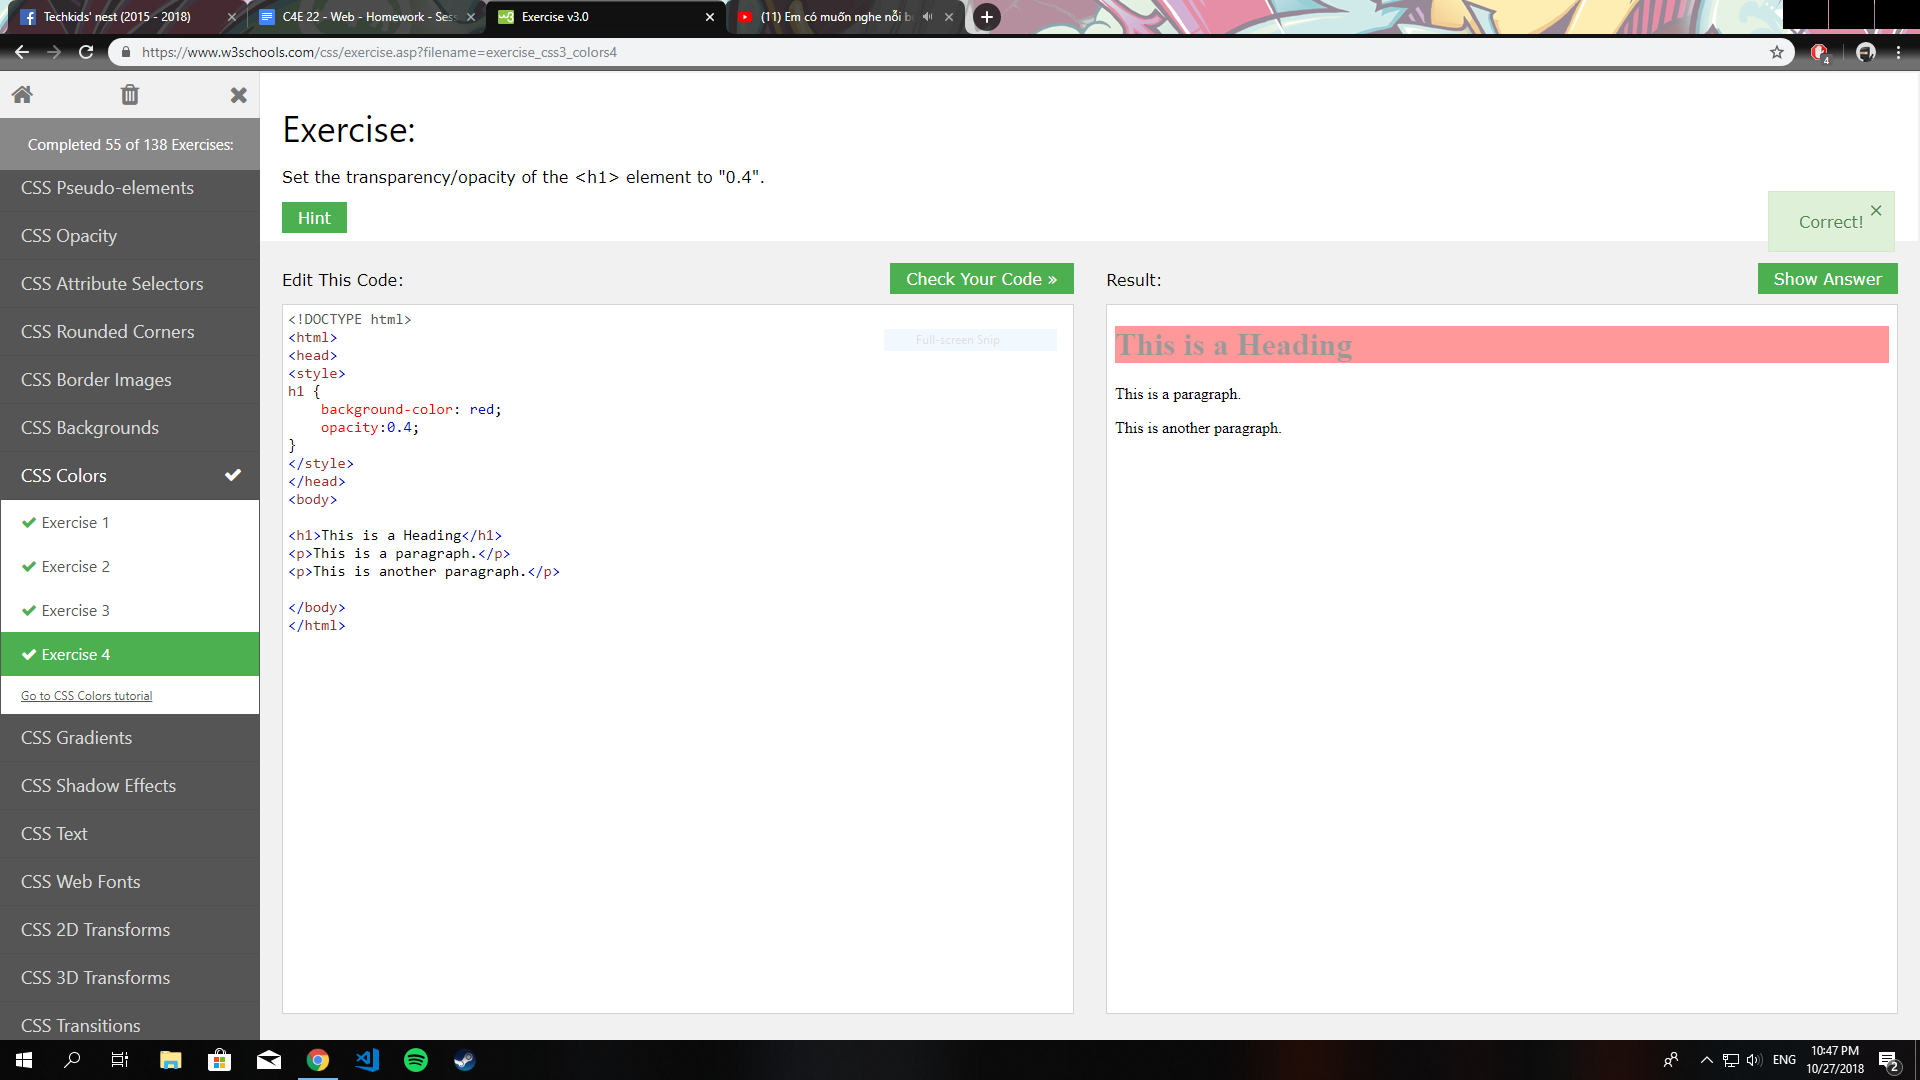 Techkids' nest (2015 - 2018)
C4E 22 - Web - Homework - Ses
Exercise v3.0
(11) Em có muốn nghe nỗi b
https://www.w3schools.com/css/exercise.asp?filename=exercise_css3_colors4
4
Completed 55 of 138 Exercises:
CSS Pseudo-elements
CSS Opacity
CSS Attribute Selectors
CSS Rounded Corners
CSS Border Images
CSS Backgrounds
CSS Colors
Exercise 1
Exercise 2
Exercise 3
Exercise 4
Go to CSS Colors tutorial
CSS Gradients
CSS Shadow Effects
CSS Text
CSS Web Fonts
CSS 2D Transforms
CSS 3D Transforms
CSS Transitions
Exercise:
Set the transparency/opacity of the <h1> element to "0.4".
Hint
Correct!
Edit This Code:
Check Your Code »
<!DOCTYPE html>
<html>
<head>
<style>
h1 {
    background-color: red;
    opacity:0.4;
}
</style>
</head>
<body>
<h1>This is a Heading</h1>
<p>This is a paragraph.</p>
<p>This is another paragraph.</p>
</body>
</html>
Full-screen Snip
Result:
Show Answer
This is a Heading
This is a paragraph.
This is another paragraph.
ENG
10:47 PM
10/27/2018
2